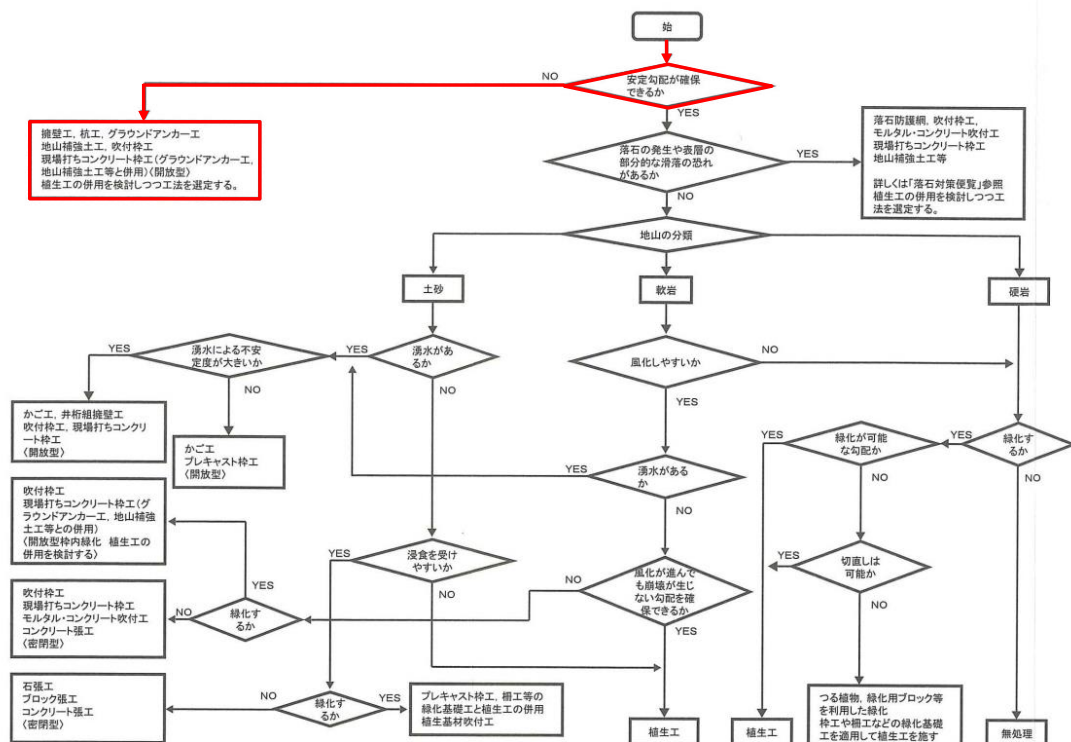 始
安定勾配が確保
できるか
NO
YES
擁壁工, 杭工, グラウンドアンカー工
地山補強土工, 吹付枠工
現場打ちコンクリート枠工(グラウンドアンカー工,
地山補強土工等と併用)〈開放型〉
植生工の併用を検討しつつ工法を選定する。
落石の発生や表層の
部分的な滑落の恐れ
があるか
YES
NO
落石防護網, 吹付枠工,
モルタル・コンクリート吹付工
現場打ちコンクリート枠工
地山補強土工等
詳しくは「落石対策便覧」参照
植生工の併用を検討しつつ工
法を選定する。
地山の分類
土砂
軟岩
硬岩
湧水による不安
定度が大きいか
YES
NO
湧水があ
るか
YES
NO
風化しやすいか
NO
YES
かご工, 井桁組擁壁工
吹付枠工, 現場打ちコンクリ
ート枠工
〈開放型〉
かご工
プレキャスト枠工
〈開放型〉
緑化が可能
な勾配か
YES
NO
緑化す
るか
YES
NO
湧水がある
か
YES
NO
吹付枠工
現場打ちコンクリート枠工(グ
ラウンドアンカー工, 地山補強
土工等との併用)
〈開放型枠内緑化 植生工の
併用を検討する〉
浸食を受け
やすいか
YES
NO
風化が進んで
も崩壊が生じ
ない勾配を確
保できるか
NO
YES
切直しは
可能か
YES
NO
吹付枠工
現場打ちコンクリート枠工
モルタル・コンクリート吹付工
コンクリート張工
〈密閉型〉
緑化す
るか
YES
NO
石張工
ブロック張工
コンクリート張工
〈密閉型〉
緑化す
るか
NO
YES
プレキャスト枠工, 柵工等の
緑化基礎工と植生工の併用
植生基材吹付工
植生工
植生工
つる植物, 緑化用ブロック等
を利用した緑化
枠工や柵工などの緑化基礎
工を適用して植生工を施す
無処理